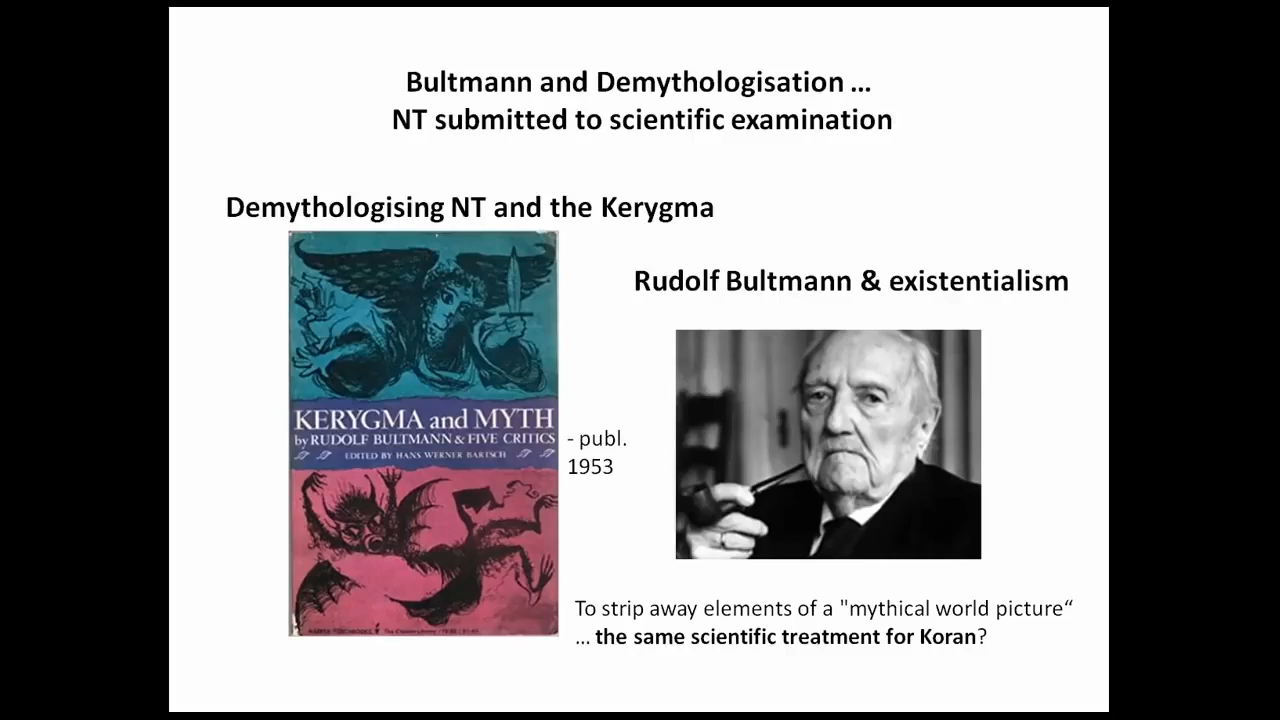 Bultmann and Demythologisation ...
NT submitted to scientific examination
Demythologising NT and the Kerygma
Rudolf Bultmann & existentialism
KERYGMA and MYTH
by RUDOLF BULTMANN & FIVE CRITICS
EDITED BY HANS WERNER BARTSCH
- publ.
1953
To strip away elements of a "mythical world picture“
... the same scientific treatment for Koran?